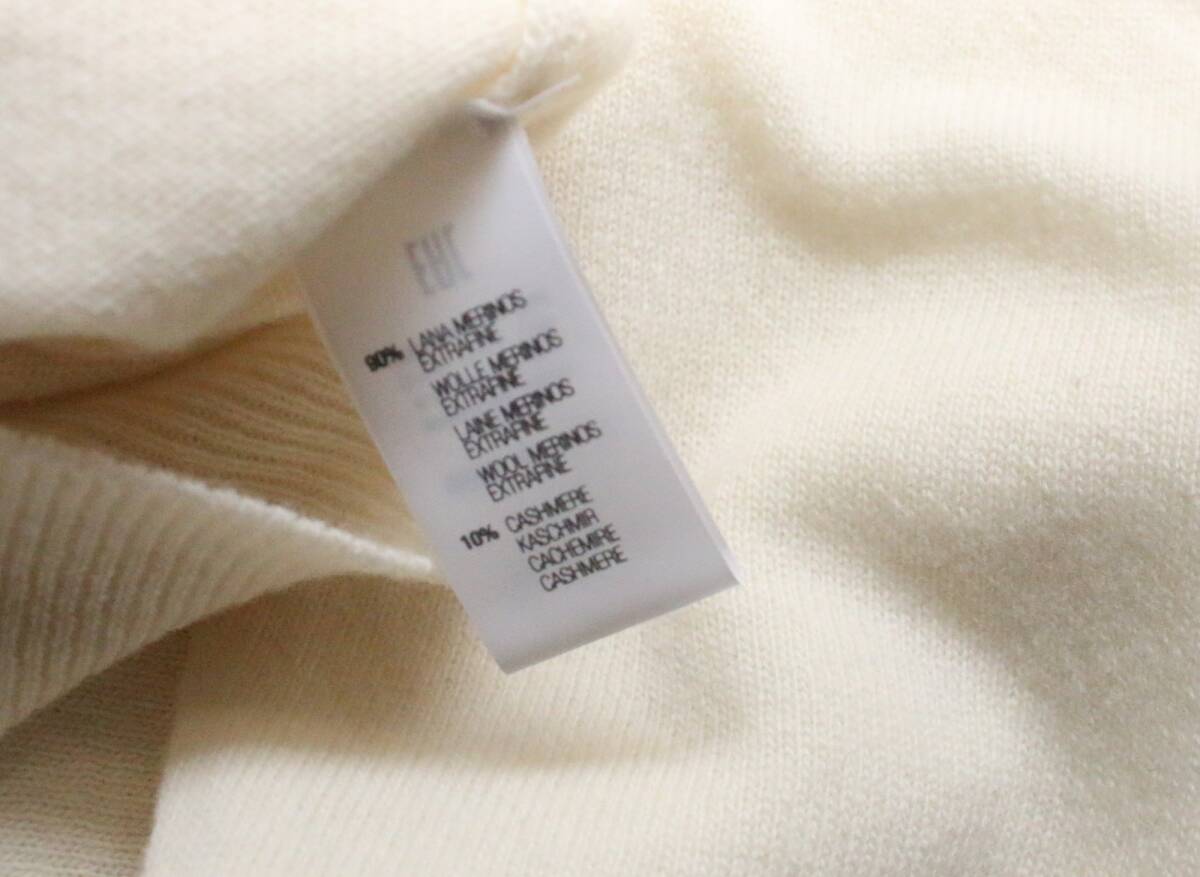 EAC
90% LANA MERINOS
EXTRAFINE
WOLLE MERINOS
EXTRAFINE
LAINE MERINOS
EXTRAFINE
WOOL MERINOS
EXTRAFINE
10% CASHMERE
KASCHMIR
CACHEMIRE
CASHMERE